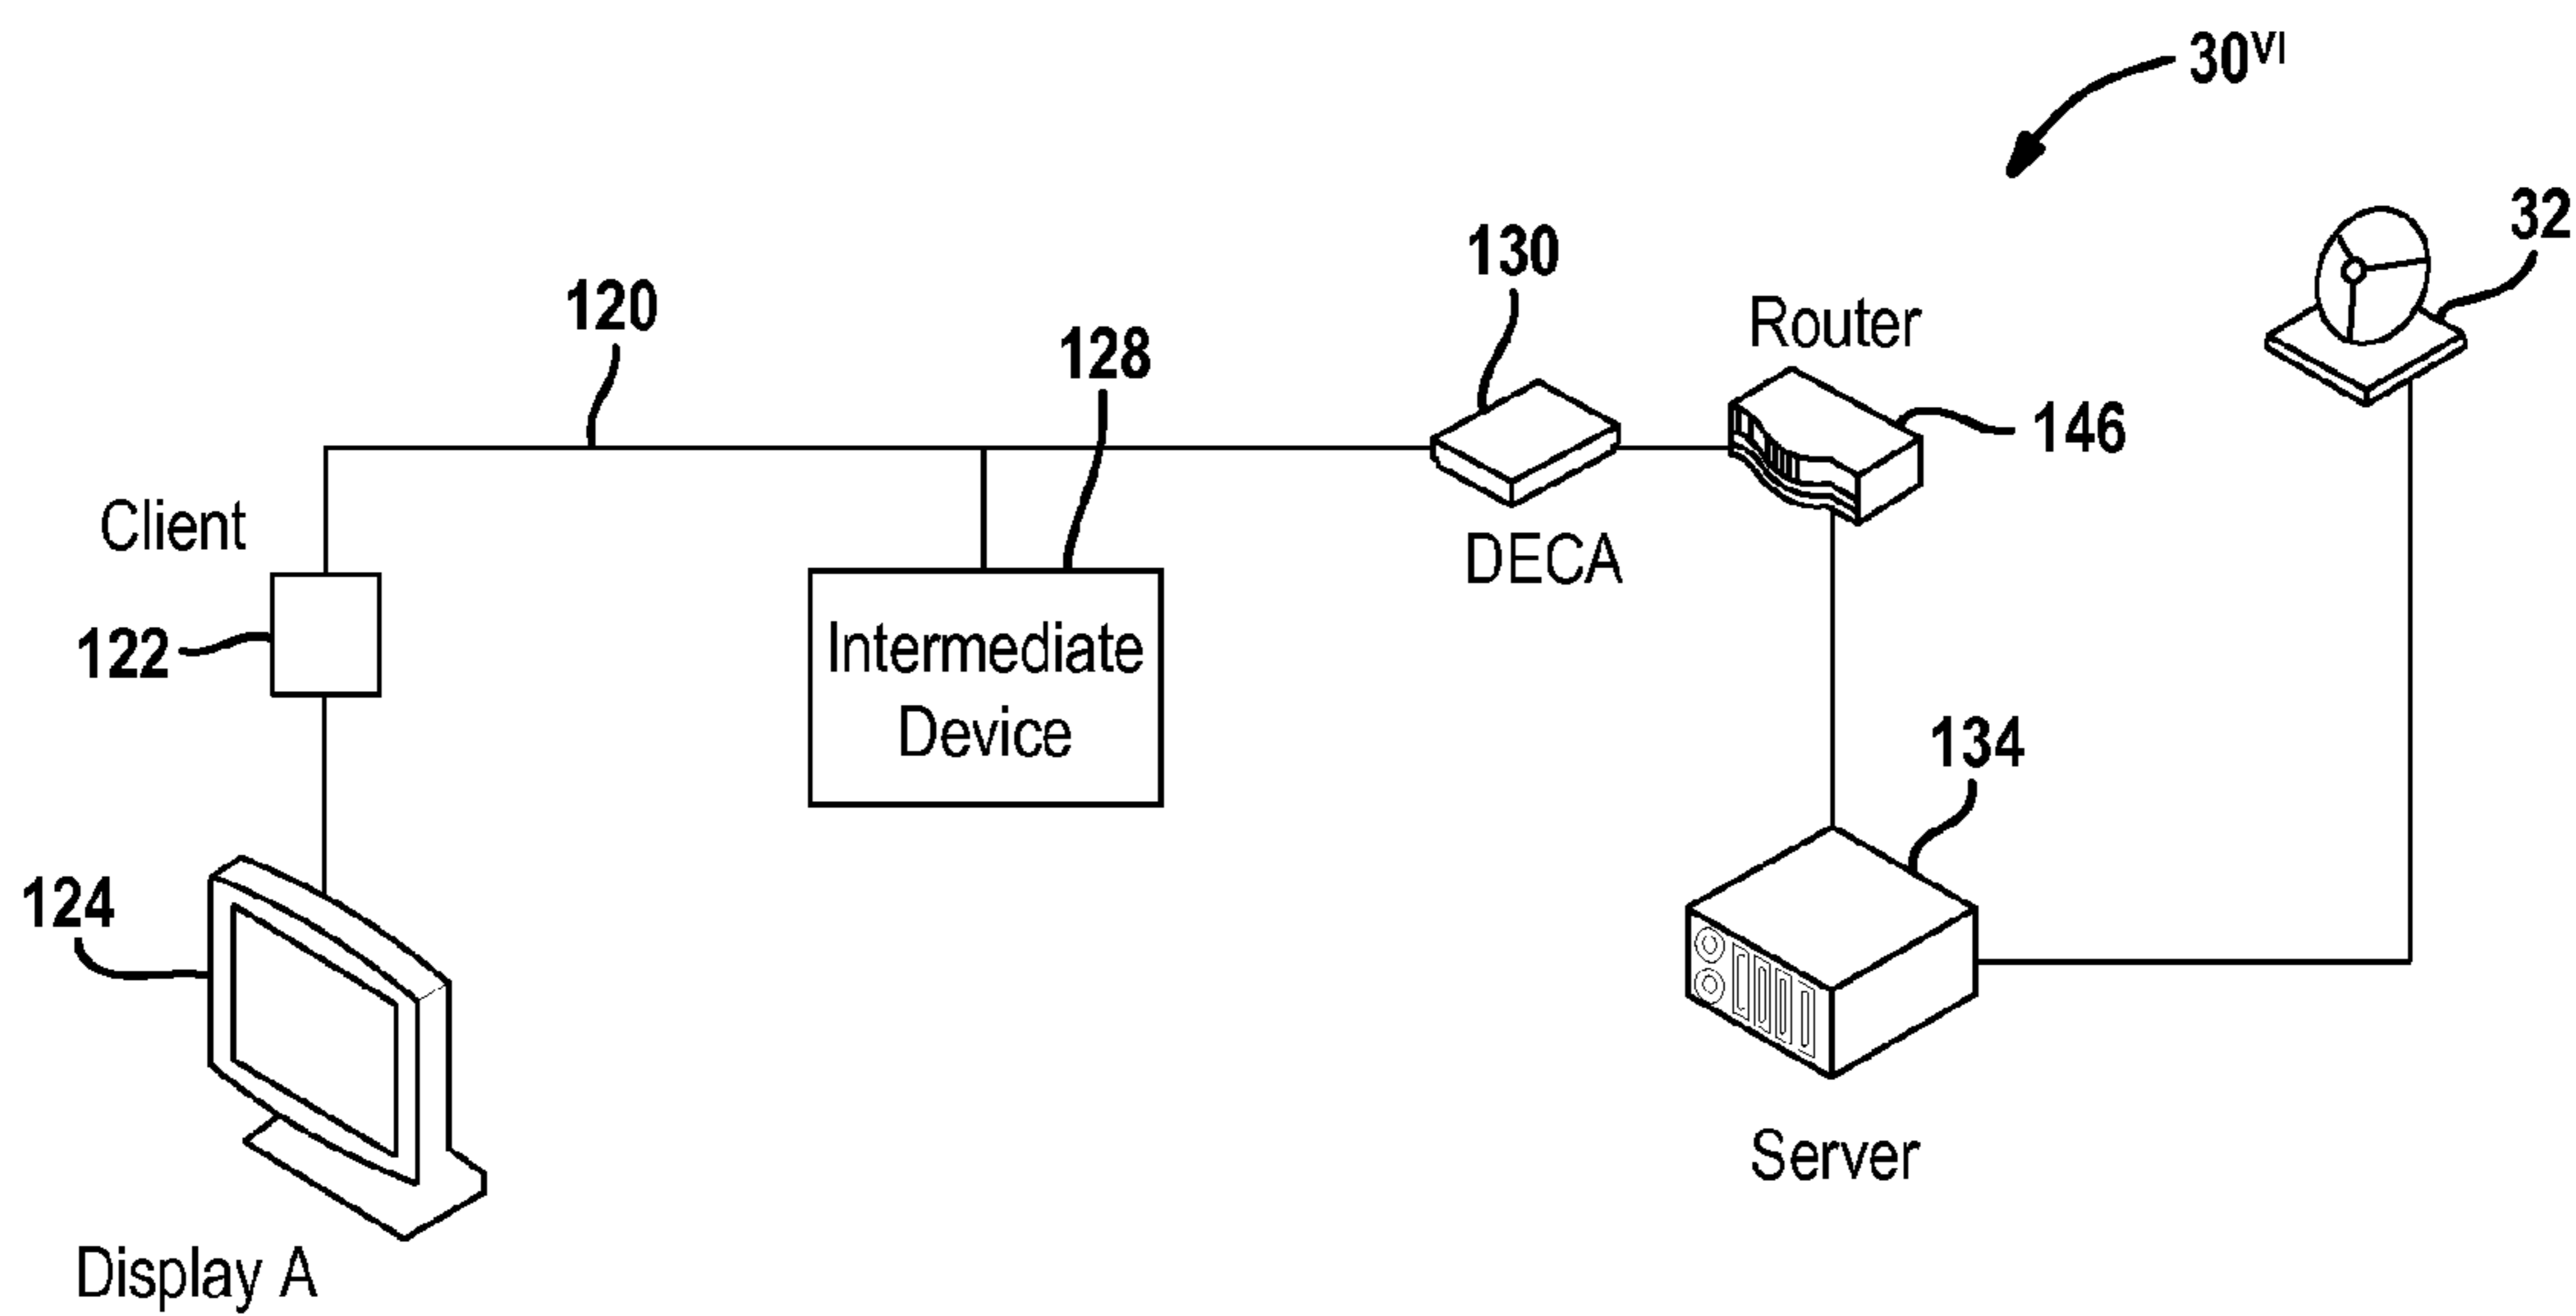 30VI
32
130
Router
120
128
146
Client
DECA
122
Intermediate
Device
134
124
Server
Display A